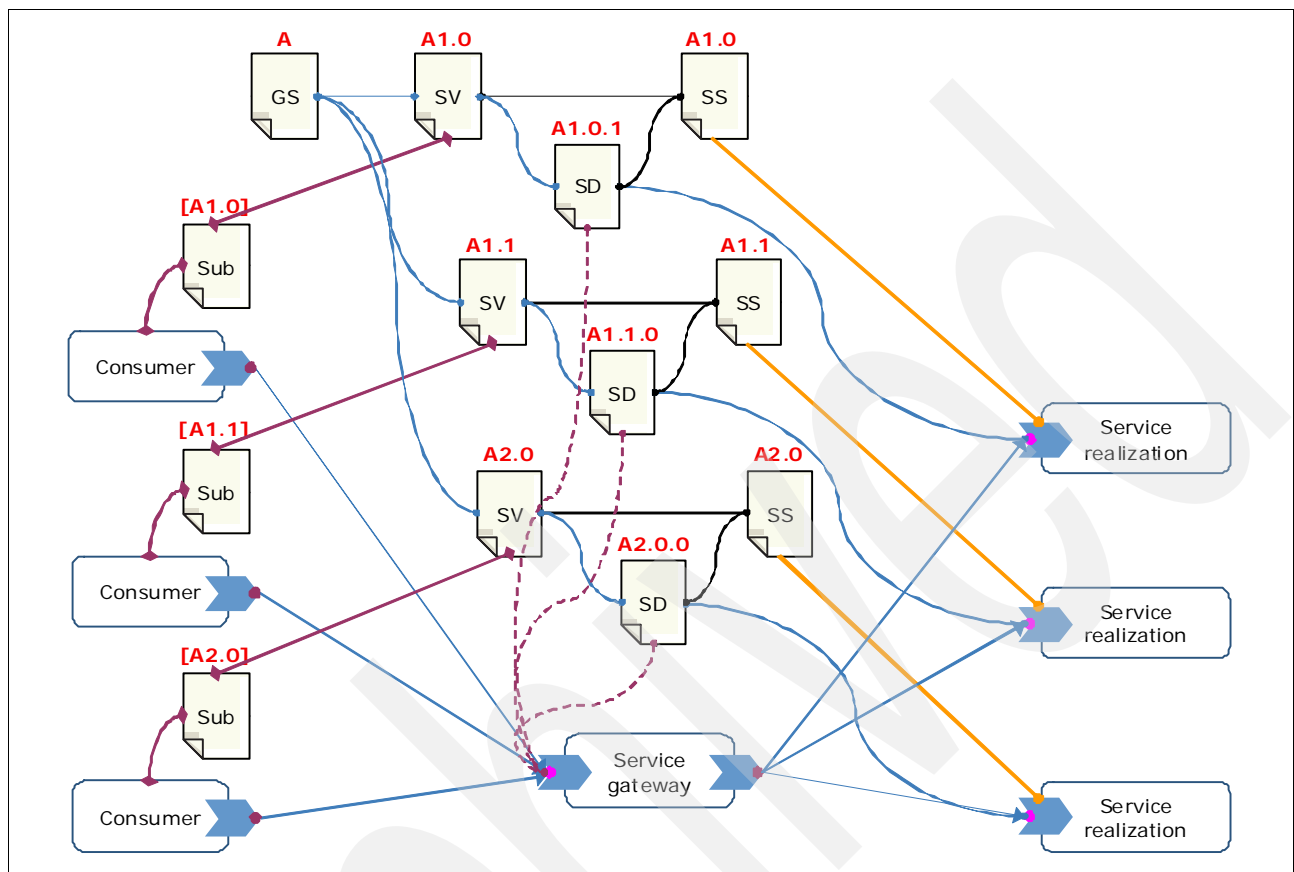 A
A1.0
A1.0
GS
SV
SS
A1.0.1
SD
[A1.0]
Sub
A1.1
A1.1
SV
SS
Consumer
A1.1.0
SD
[A1.1]
Sub
Service
realization
A2.0
A2.0
SV
SS
Consumer
A2.0.0
SD
Service
realization
[A2.0]
Sub
Service
gateway
Consumer
Service
realization